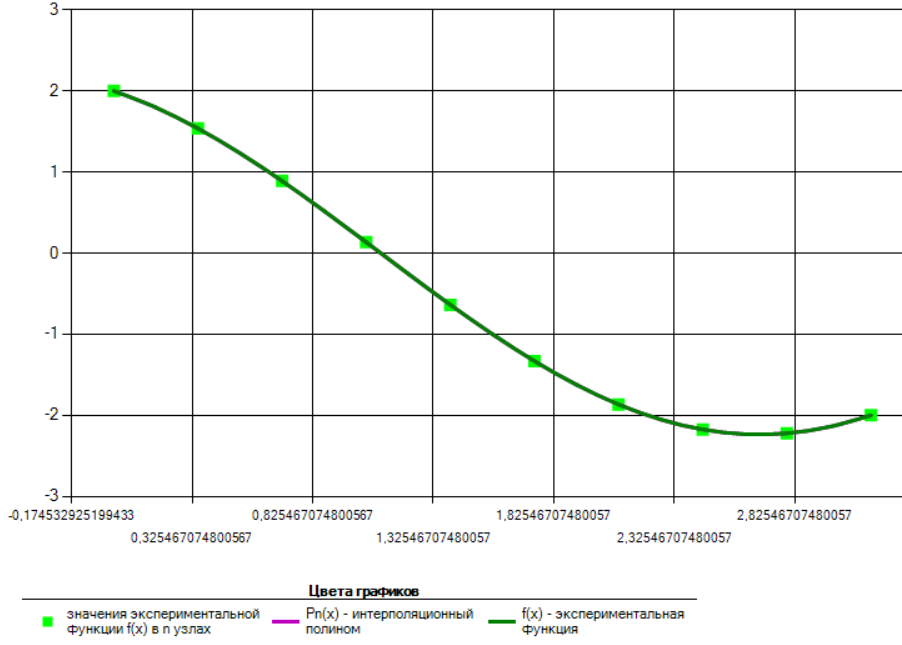 3
2
1
0
-1
-2
-3
-0,174532925199433
0,825467074800567
1,82546707480057
2,82546707480057
0,325467074800567
1,32546707480057
2,32546707480057
Цвета графиков
значения экспериментальной
функции f(x) в n узлах
Pn(x) - интерполяционный
полином
f(x) - экспериментальная
функция